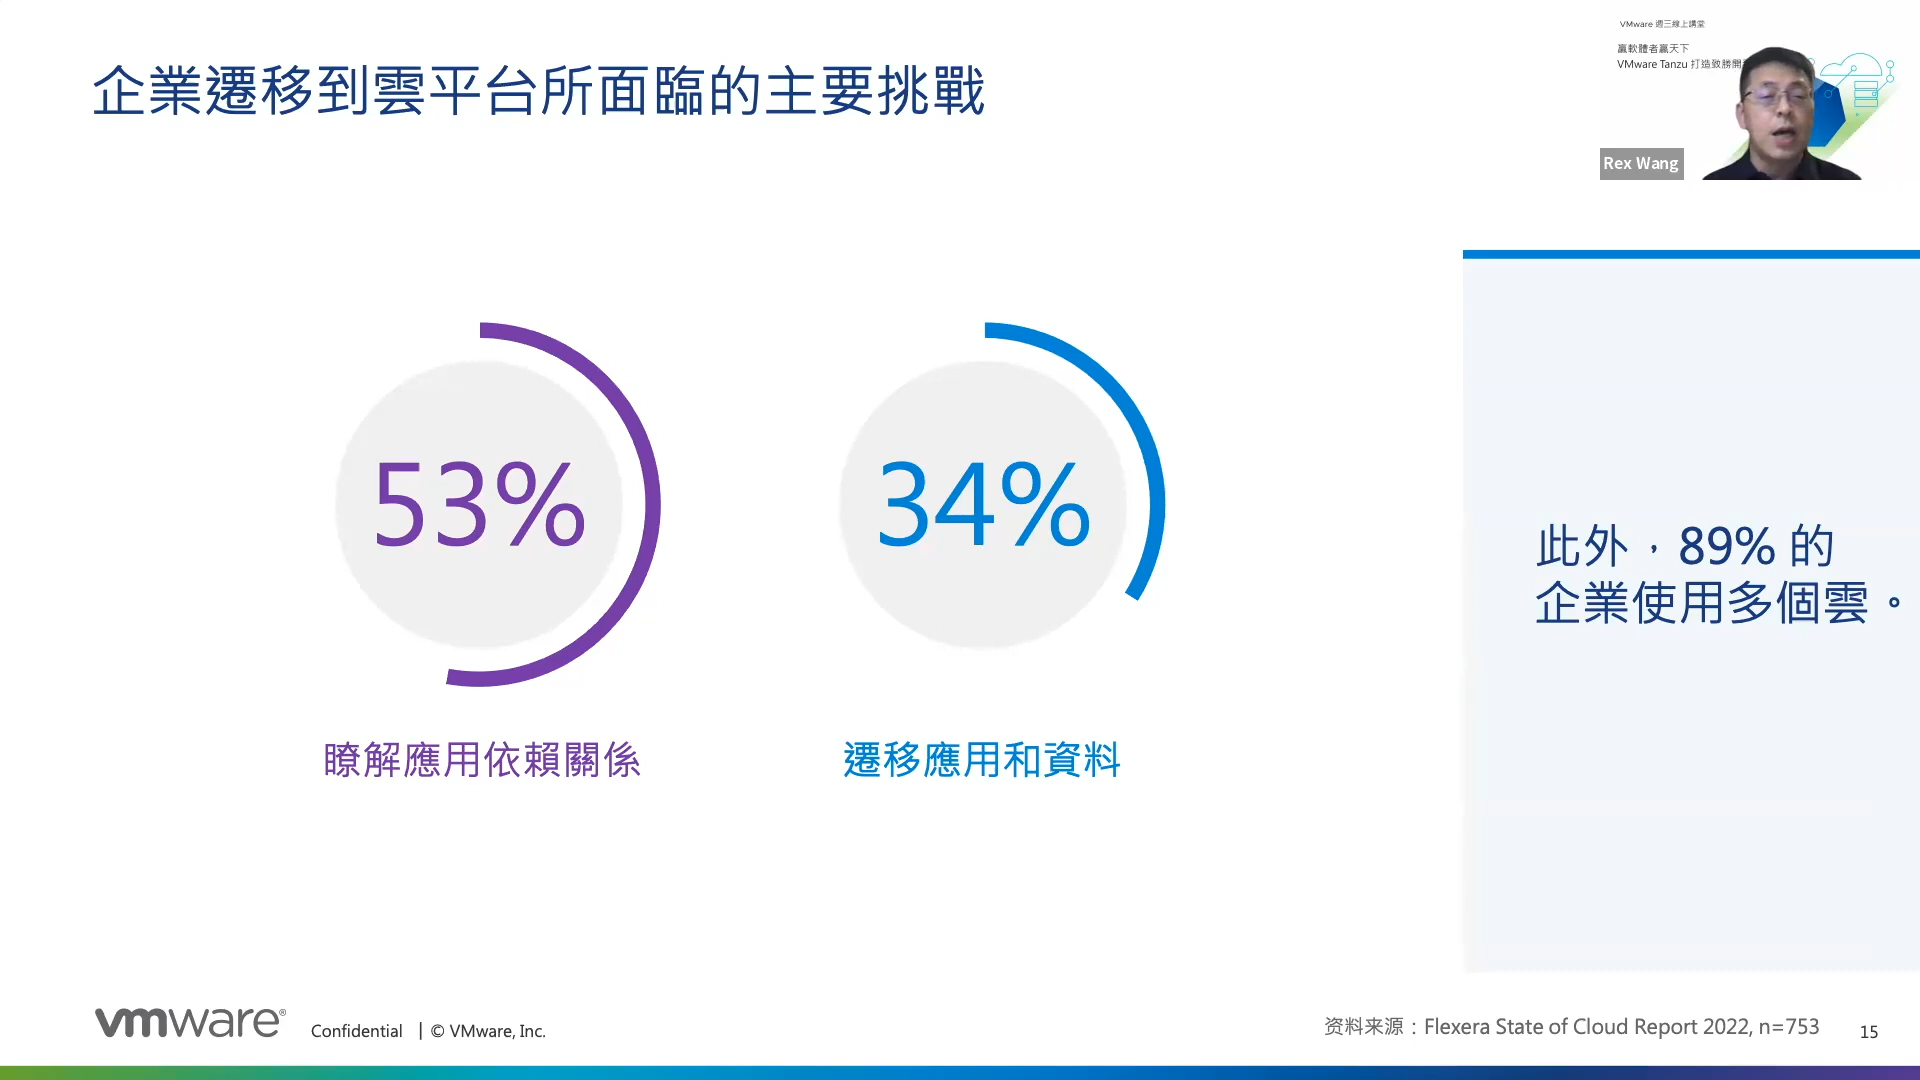 VMware 週三線上講堂
贏軟體者贏天下
VMware Tanzu 打造致勝開
Rex Wang
企業遷移到雲平台所面臨的主要挑戰
53%
瞭解應用依賴關係
34%
遷移應用和資料
此外，89% 的
企業使用多個雲。
vmware®
Confidential | © VMware, Inc.
资料来源：Flexera State of Cloud Report 2022, n=753
15